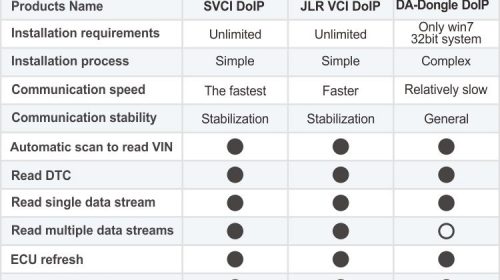 Products Name SVCI DoIP JLR VCI DoIP DA-Dongle DoIP
Installation requirements Unlimited Unlimited Only win7
32bit system
Installation process Simple Simple Complex
Communication speed The fastest Faster Relatively slow
Communication stability Stabilization Stabilization General
Automatic scan to read VIN
Read DTC
Read single data stream
Read multiple data streams
ECU refresh